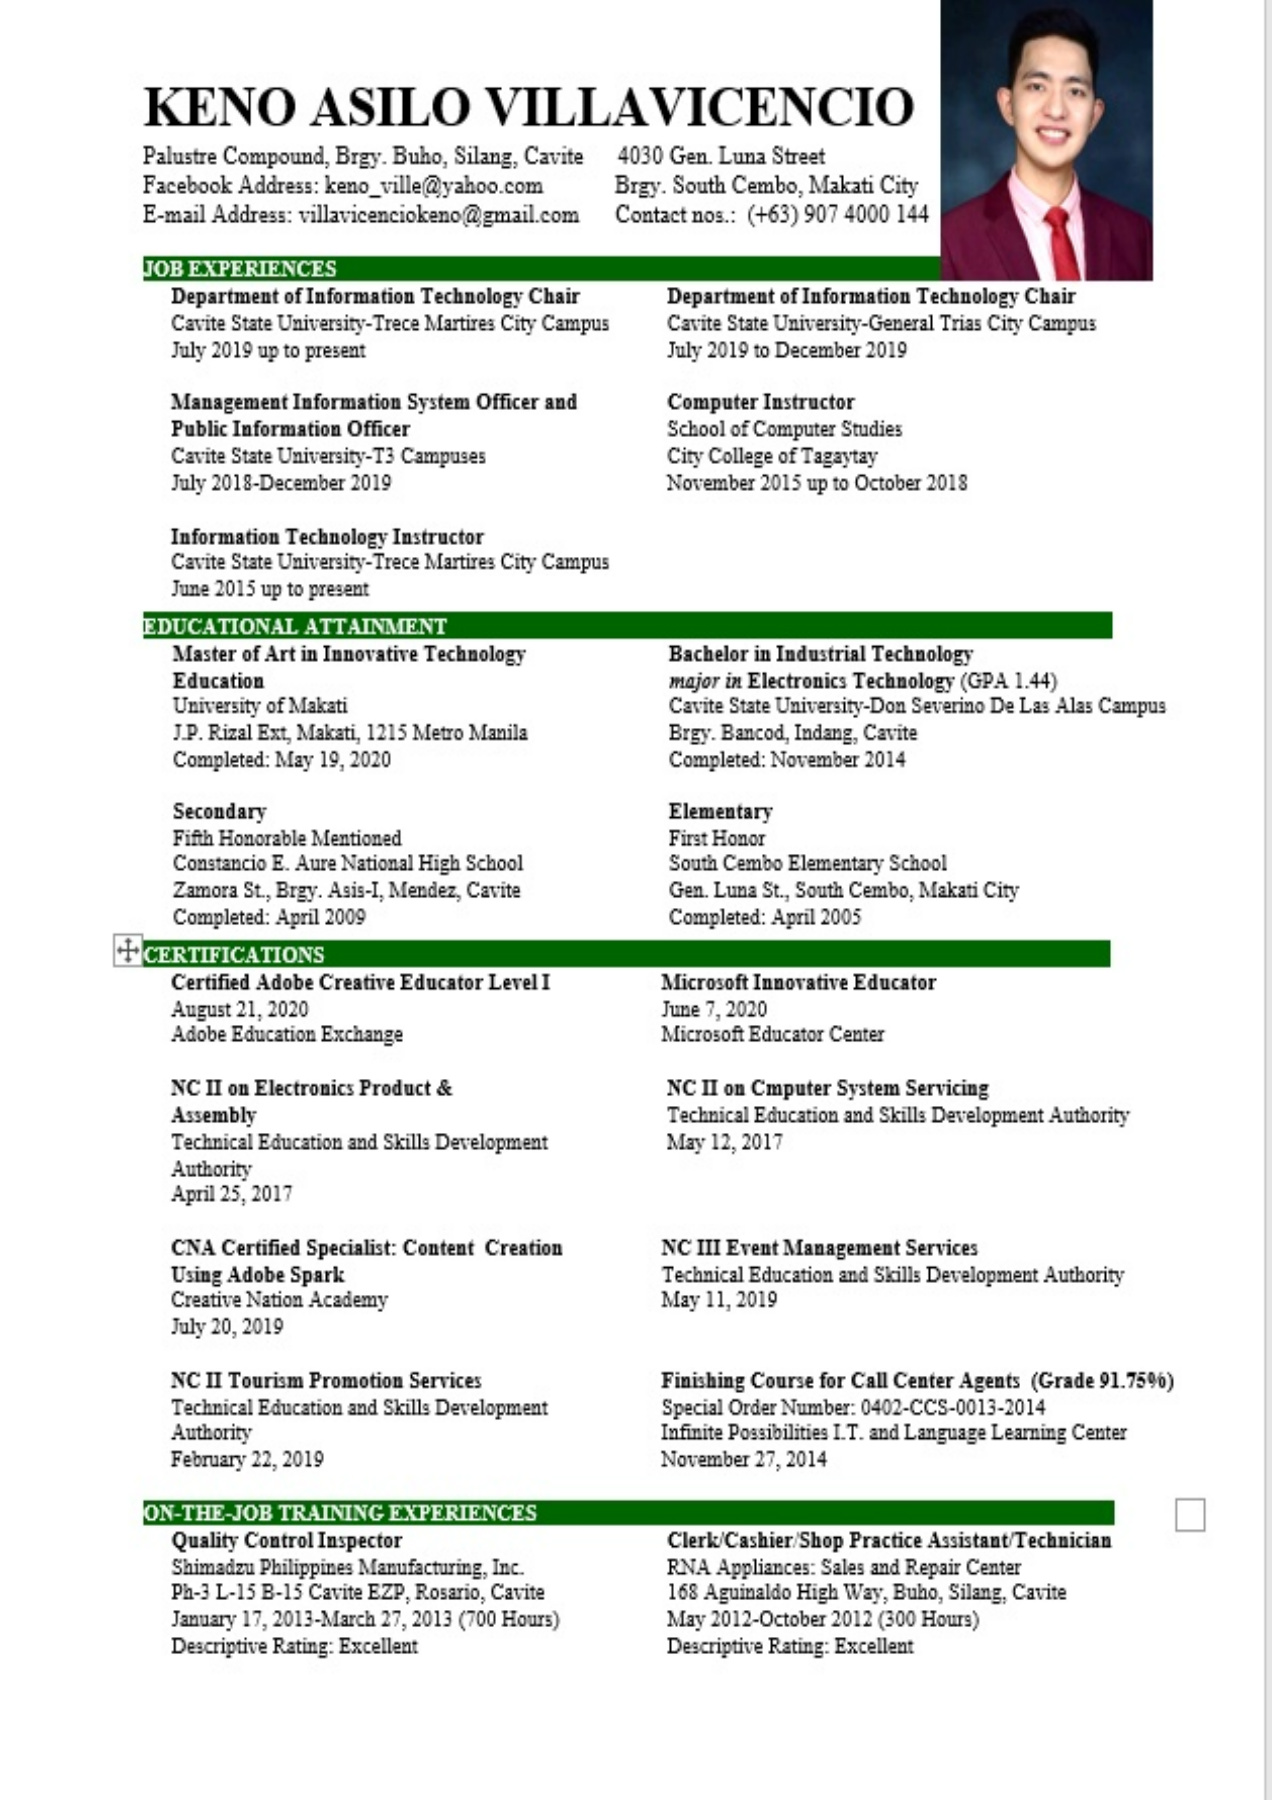 KENO ASILO VILLAVICENCIO
Palustre Compound, Brgy. Buho, Silang, Cavite 4030 Gen. Luna Street
Facebook Address: keno_ville@yahoo.com Brgy. South Cembo, Makati City
E-mail Address: villavicenciokeno@gmail.com Contact nos.: (+63) 907 4000 144
JOB EXPERIENCES
Department of Information Technology Chair
Cavite State University-Trece Martires City Campus
July 2019 up to present
Department of Information Technology Chair
Cavite State University-General Trias City Campus
July 2019 to December 2019
Management Information System Officer and
Public Information Officer
Cavite State University-T3 Campuses
July 2018-December 2019
Computer Instructor
School of Computer Studies
City College of Tagaytay
November 2015 up to October 2018
Information Technology Instructor
Cavite State University-Trece Martires City Campus
June 2015 up to present
EDUCATIONAL ATTAINMENT
Master of Art in Innovative Technology
Education
University of Makati
J.P. Rizal Ext, Makati, 1215 Metro Manila
Completed: May 19, 2020
Bachelor in Industrial Technology
major in Electronics Technology (GPA 1.44)
Cavite State University-Don Severino De Las Alas Campus
Brgy. Bancod, Indang, Cavite
Completed: November 2014
Secondary
Fifth Honorable Mentioned
Constancio E. Aure National High School
Zamora St., Brgy. Asis-I, Mendez, Cavite
Completed: April 2009
Elementary
First Honor
South Cembo Elementary School
Gen. Luna St., South Cembo, Makati City
Completed: April 2005
CERTIFICATIONS
Certified Adobe Creative Educator Level I
August 21, 2020
Adobe Education Exchange
Microsoft Innovative Educator
June 7, 2020
Microsoft Educator Center
NC II on Electronics Product &
Assembly
Technical Education and Skills Development
Authority
April 25, 2017
NC II on Cmputer System Servicing
Technical Education and Skills Development Authority
May 12, 2017
CNA Certified Specialist: Content Creation
Using Adobe Spark
Creative Nation Academy
July 20, 2019
NC III Event Management Services
Technical Education and Skills Development Authority
May 11, 2019
NC II Tourism Promotion Services
Technical Education and Skills Development
Authority
February 22, 2019
Finishing Course for Call Center Agents (Grade 91.75%)
Special Order Number: 0402-CCS-0013-2014
Infinite Possibilities I.T. and Language Learning Center
November 27, 2014
ON-THE-JOB TRAINING EXPERIENCES
Quality Control Inspector
Shimadzu Philippines Manufacturing, Inc.
Ph-3 L-15 B-15 Cavite EZP, Rosario, Cavite
January 17, 2013-March 27, 2013 (700 Hours)
Descriptive Rating: Excellent
Clerk/Cashier/Shop Practice Assistant/Technician
RNA Appliances: Sales and Repair Center
168 Aguinaldo High Way, Buho, Silang, Cavite
May 2012-October 2012 (300 Hours)
Descriptive Rating: Excellent